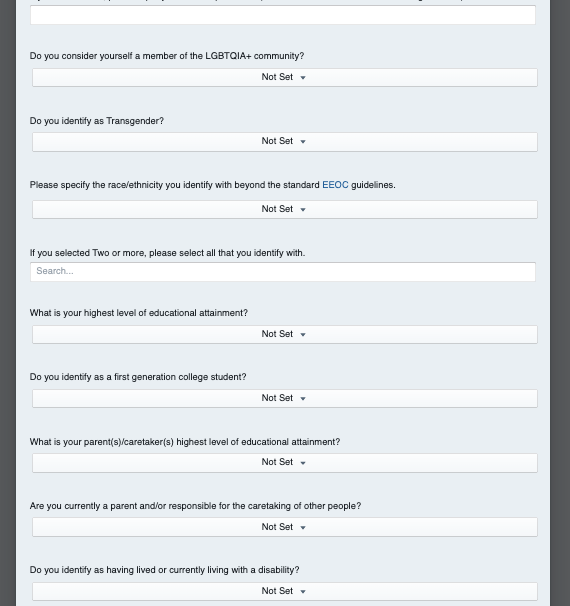 Do you consider yourself a member of the LGBTQIA+ community?
Not Set
Do you identify as Transgender?
Not Set
Please specify the race/ethnicity you identify with beyond the standard EEOC guidelines.
Not Set
If you selected Two or more, please select all that you identify with.
Search...
What is your highest level of educational attainment?
Not Set
Do you identify as a first generation college student?
Not Set
What is your parent(s)/caretaker(s) highest level of educational attainment?
Not Set
Are you currently a parent and/or responsible for the caretaking of other people?
Not Set
Do you identify as having lived or currently living with a disability?
Not Set